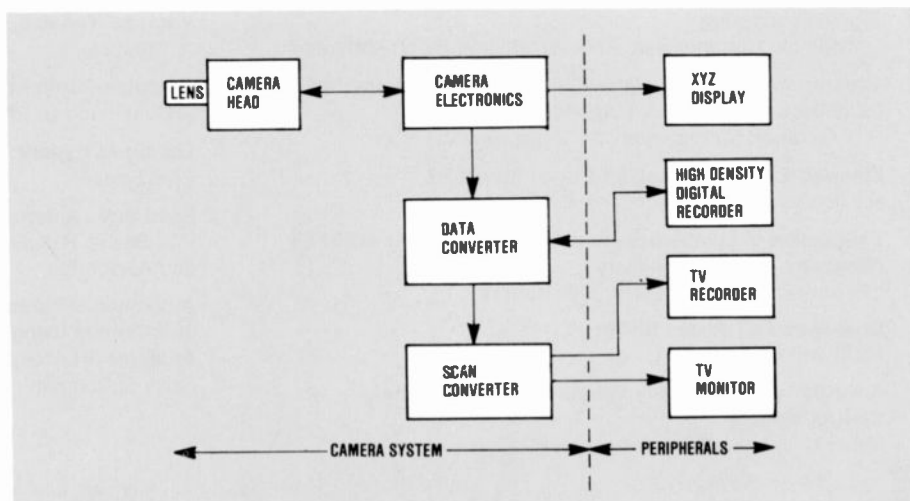 LENS
CAMERA
HEAD
CAMERA
ELECTRONICS
XYZ
DISPLAY
HIGH DENSITY
DIGITAL
RECORDER
DATA
CONVERTER
TV
RECORDER
SCAN
CONVERTER
TV
MONITOR
CAMERA SYSTEM
PERIPHERALS